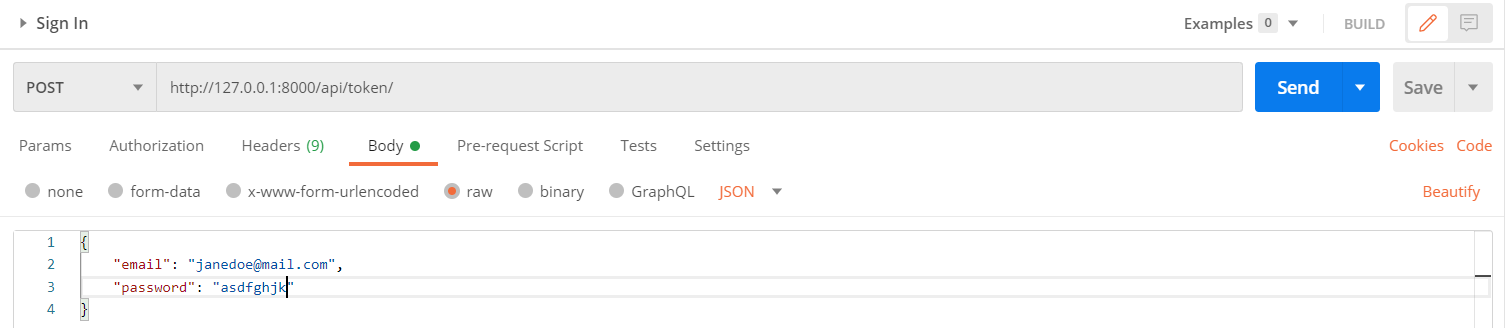 Sign In
Examples 0 BUILD
POST http://127.0.0.1:8000/api/token/ Send Save
Params Authorization Headers (9) Body Pre-request Script Tests Settings Cookies Code
none form-data x-www-form-urlencoded raw binary GraphQL JSON Beautify
1 {
2 "email": "janedoe@mail.com",
3 "password": "asdfghjk"
4 }